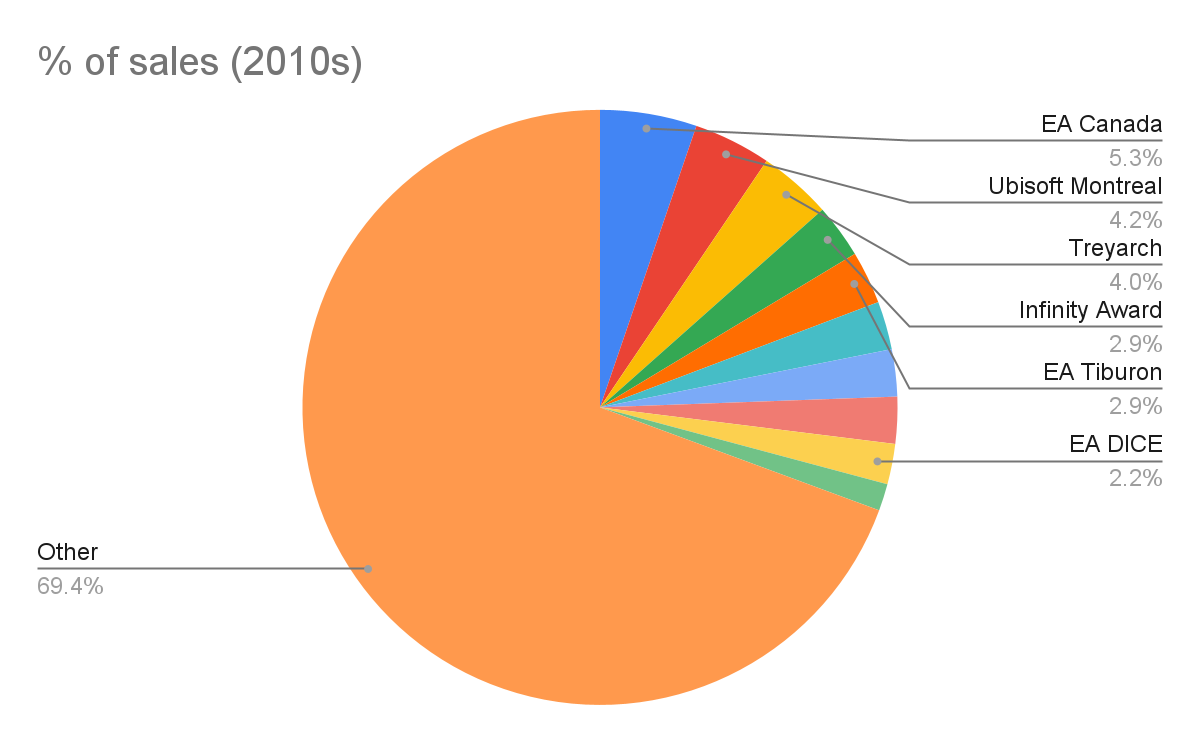 % of sales (2010s)
EA Canada
5.3%
Ubisoft Montreal
4.2%
Treyarch
4.0%
Infinity Award
2.9%
EA Tiburon
2.9%
EA DICE
2.2%
Other
69.4%